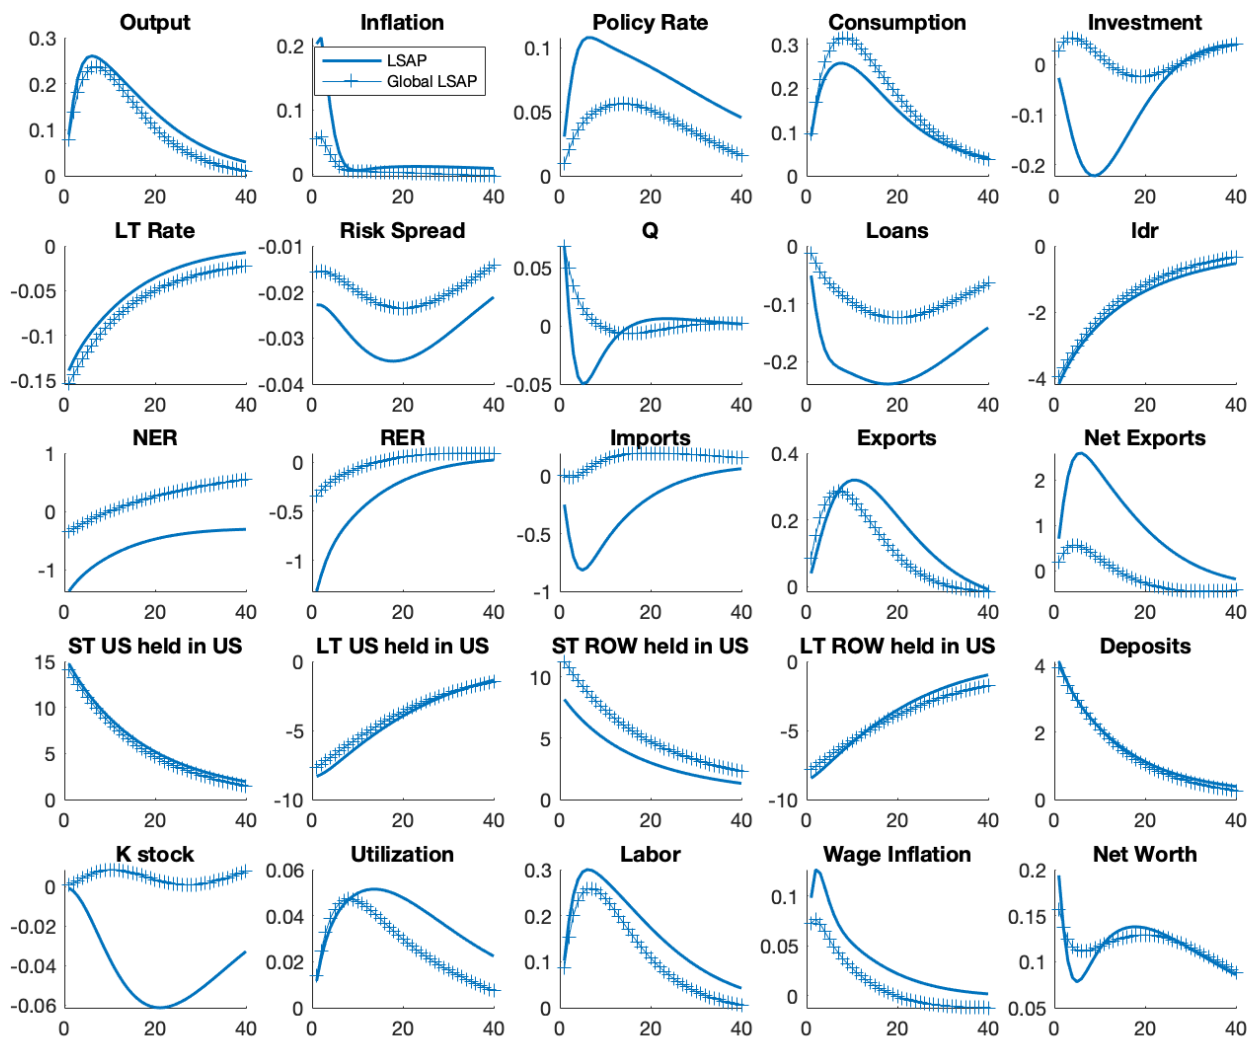 Output Inflation Policy Rate Consumption Investment
0.3
0.2
0.1
0
0 20 40
0.2
0.1
0
0 20 40
LSAP
Global LSAP
0.1
0.05
0
0 20 40
0.3
0.2
0.1
0
0 20 40
0
-0.1
-0.2
0 20 40
LT Rate Risk Spread Q Loans ldr
0
-0.05
-0.1
-0.15
0 20 40
-0.01
-0.02
-0.03
-0.04
0 20 40
0.05
0
-0.05
0 20 40
0
-0.1
-0.2
0 20 40
0
-2
-4
0 20 40
NER RER Imports Exports Net Exports
1
0
-1
0 20 40
0
-0.5
-1
0 20 40
0
-0.5
-1
0 20 40
0.4
0.2
0
0 20 40
2
1
0
0 20 40
ST US held in US LT US held in US ST ROW held in US LT ROW held in US Deposits
15
10
5
0
0 20 40
0
-5
-10
0 20 40
10
5
0
0 20 40
0
-5
-10
0 20 40
4
2
0
0 20 40
K stock Utilization Labor Wage Inflation Net Worth
0
-0.02
-0.04
-0.06
0 20 40
0.06
0.04
0.02
0
0 20 40
0.3
0.2
0.1
0
0 20 40
0.1
0.05
0
0 20 40
0.2
0.15
0.1
0.05
0 20 40